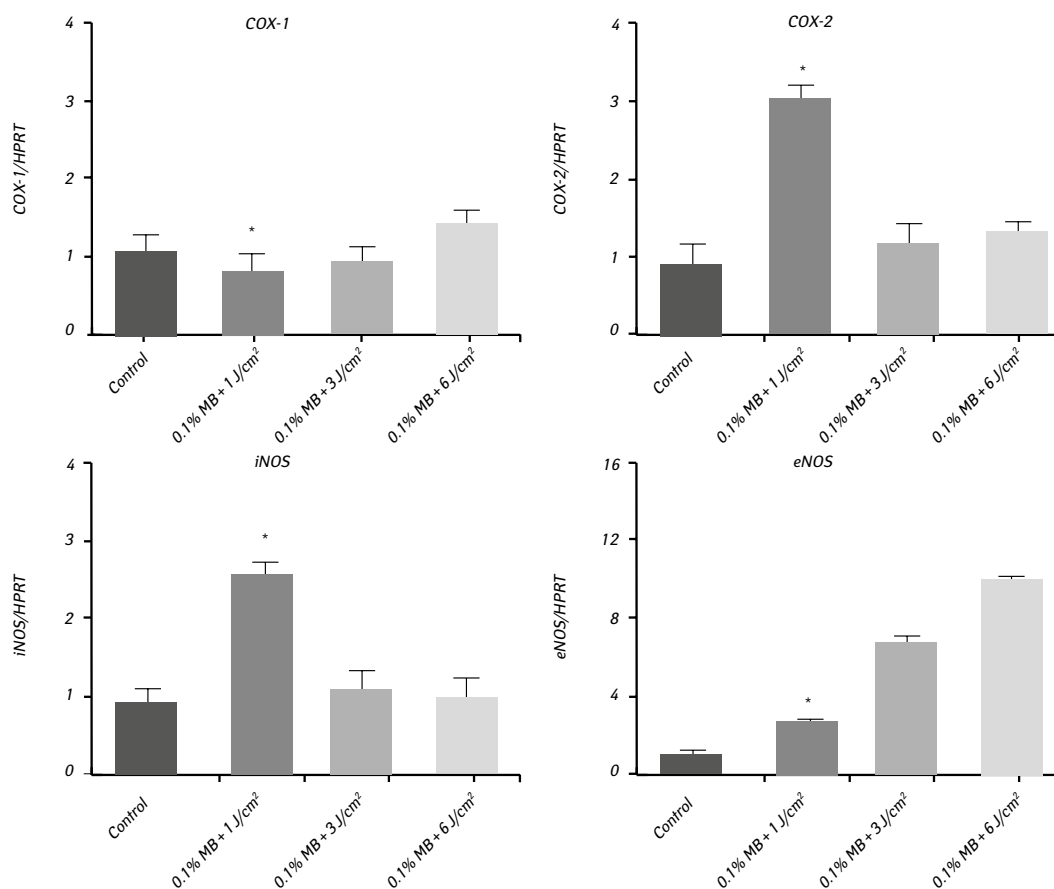 COX-1
COX-1/HPRT
4
3
2
1
0
*
Control
0.1% MB + 1 J/cm²
0.1% MB + 3 J/cm²
0.1% MB + 6 J/cm²
COX-2
COX-2/HPRT
4
3
2
1
0
*
Control
0.1% MB + 1 J/cm²
0.1% MB + 3 J/cm²
0.1% MB + 6 J/cm²
iNOS
iNOS/HPRT
4
3
2
1
0
*
Control
0.1% MB + 1 J/cm²
0.1% MB + 3 J/cm²
0.1% MB + 6 J/cm²
eNOS
eNOS/HPRT
16
12
8
4
0
*
Control
0.1% MB + 1 J/cm²
0.1% MB + 3 J/cm²
0.1% MB + 6 J/cm²